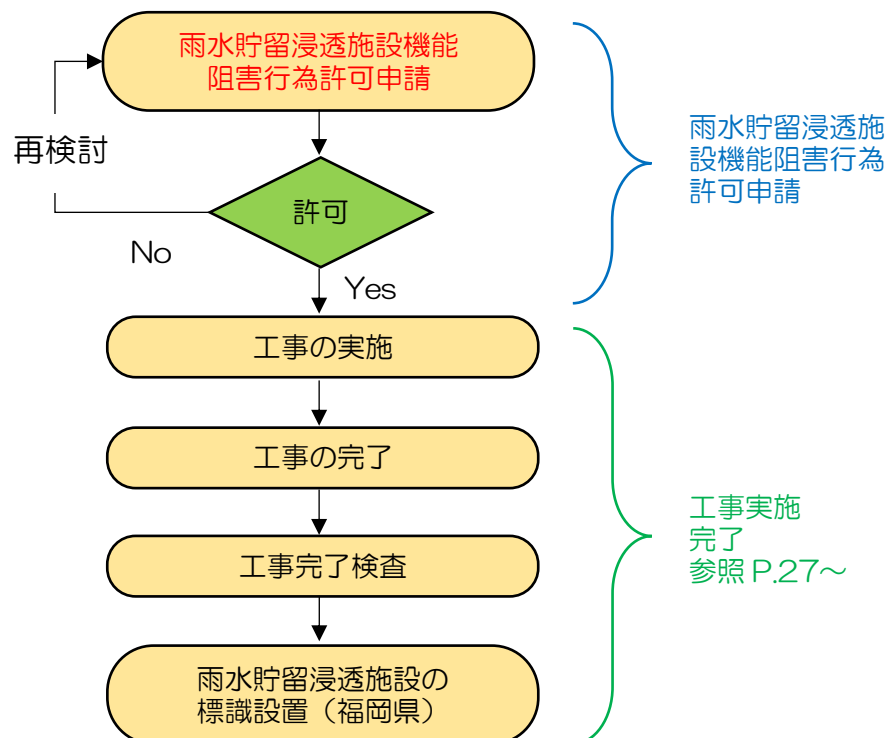 雨水貯留浸透施設機能
阻害行為許可申請
再検討
許可
No
Yes
雨水貯留浸透施
設機能阻害行為
許可申請
工事の実施
工事の完了
工事完了検査
雨水貯留浸透施設の
標識設置（福岡県）
工事実施
完了
参照 P.27～